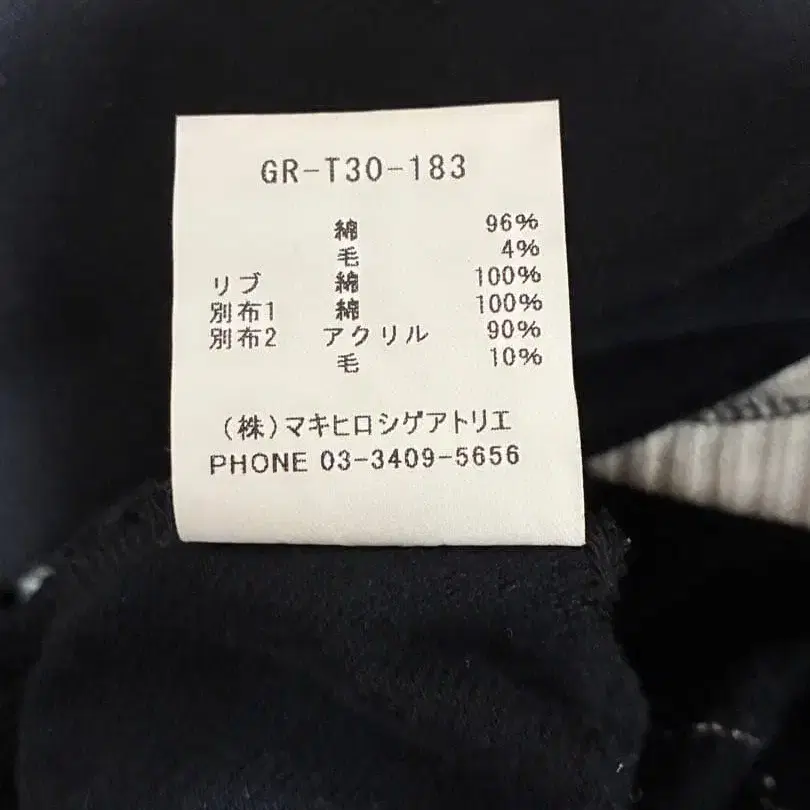 GR-T30-183
綿 96%
毛 4%
リブ 綿 100%
別布1 綿 100%
別布2 アクリル 90%
毛 10%
(株)マキヒロシゲアトリエ
PHONE 03-3409-5656